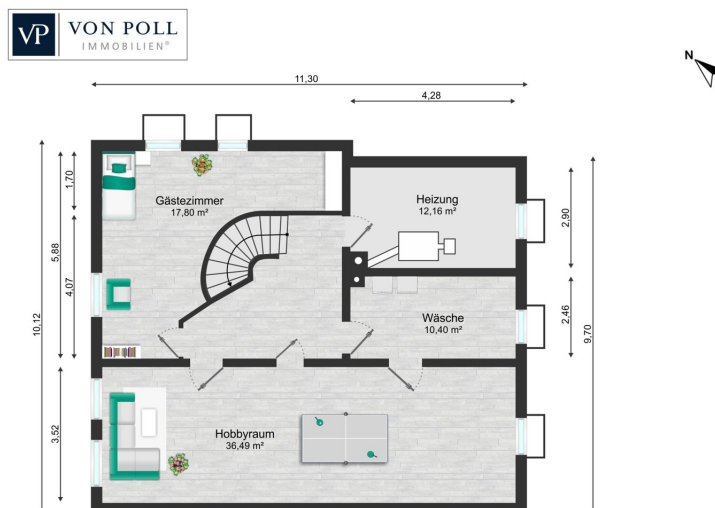 VP
VON POLL
IMMOBILIEN®
N
11,30
4,28
1,70
5,88
4,07
10,12
3,52
2,90
2,46
9,70
Gästezimmer
17,80 m²
Heizung
12,16 m²
Wäsche
10,40 m²
Hobbyraum
36,49 m²